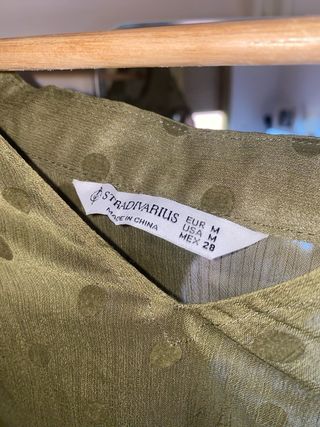 STRADIVARIUS
MADE IN CHINA
EUR M
USA M
MEX 28